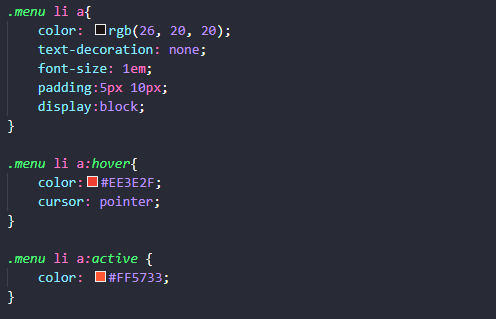 .menu li a{
    color: rgb(26, 20, 20);
    text-decoration: none;
    font-size: 1em;
    padding:5px 10px;
    display:block;
}

.menu li a:hover{
    color:#EE3E2F;
    cursor: pointer;
}

.menu li a:active {
    color: #FF5733;
}